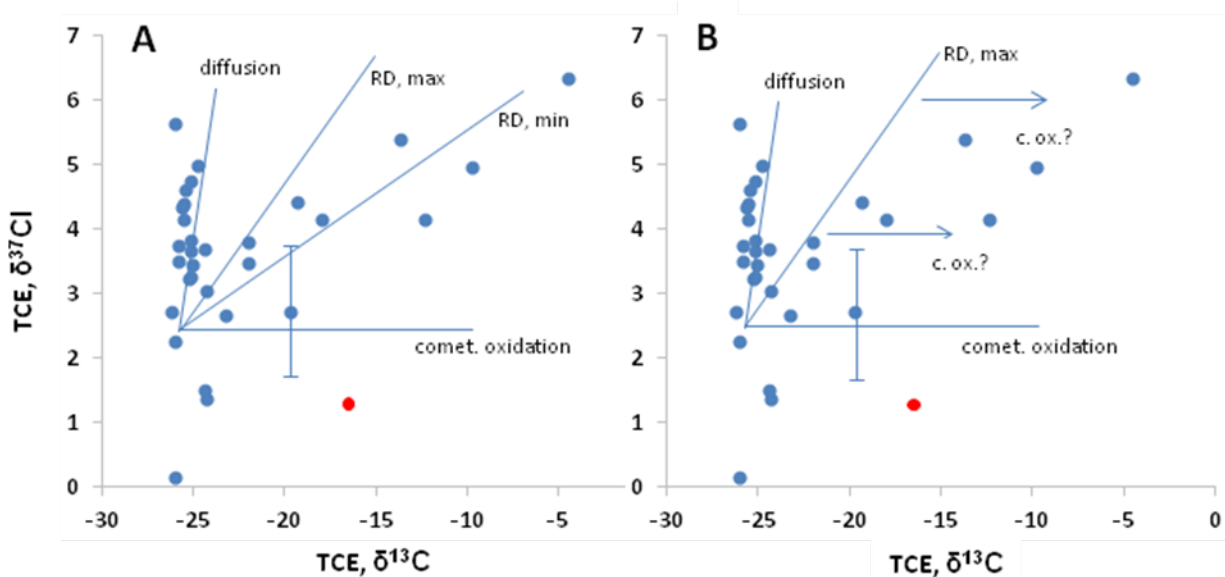 A
B
7
6
5
4
3
2
1
0
TCE, δ³⁷Cl
diffusion
RD, max
RD, min
comet. oxidation
-30
-25
-20
-15
-10
-5
TCE, δ¹³C
7
6
5
4
3
2
1
0
diffusion
RD, max
c. ox.?
c. ox.?
comet. oxidation
-30
-25
-20
-15
-10
-5
0
TCE, δ¹³C